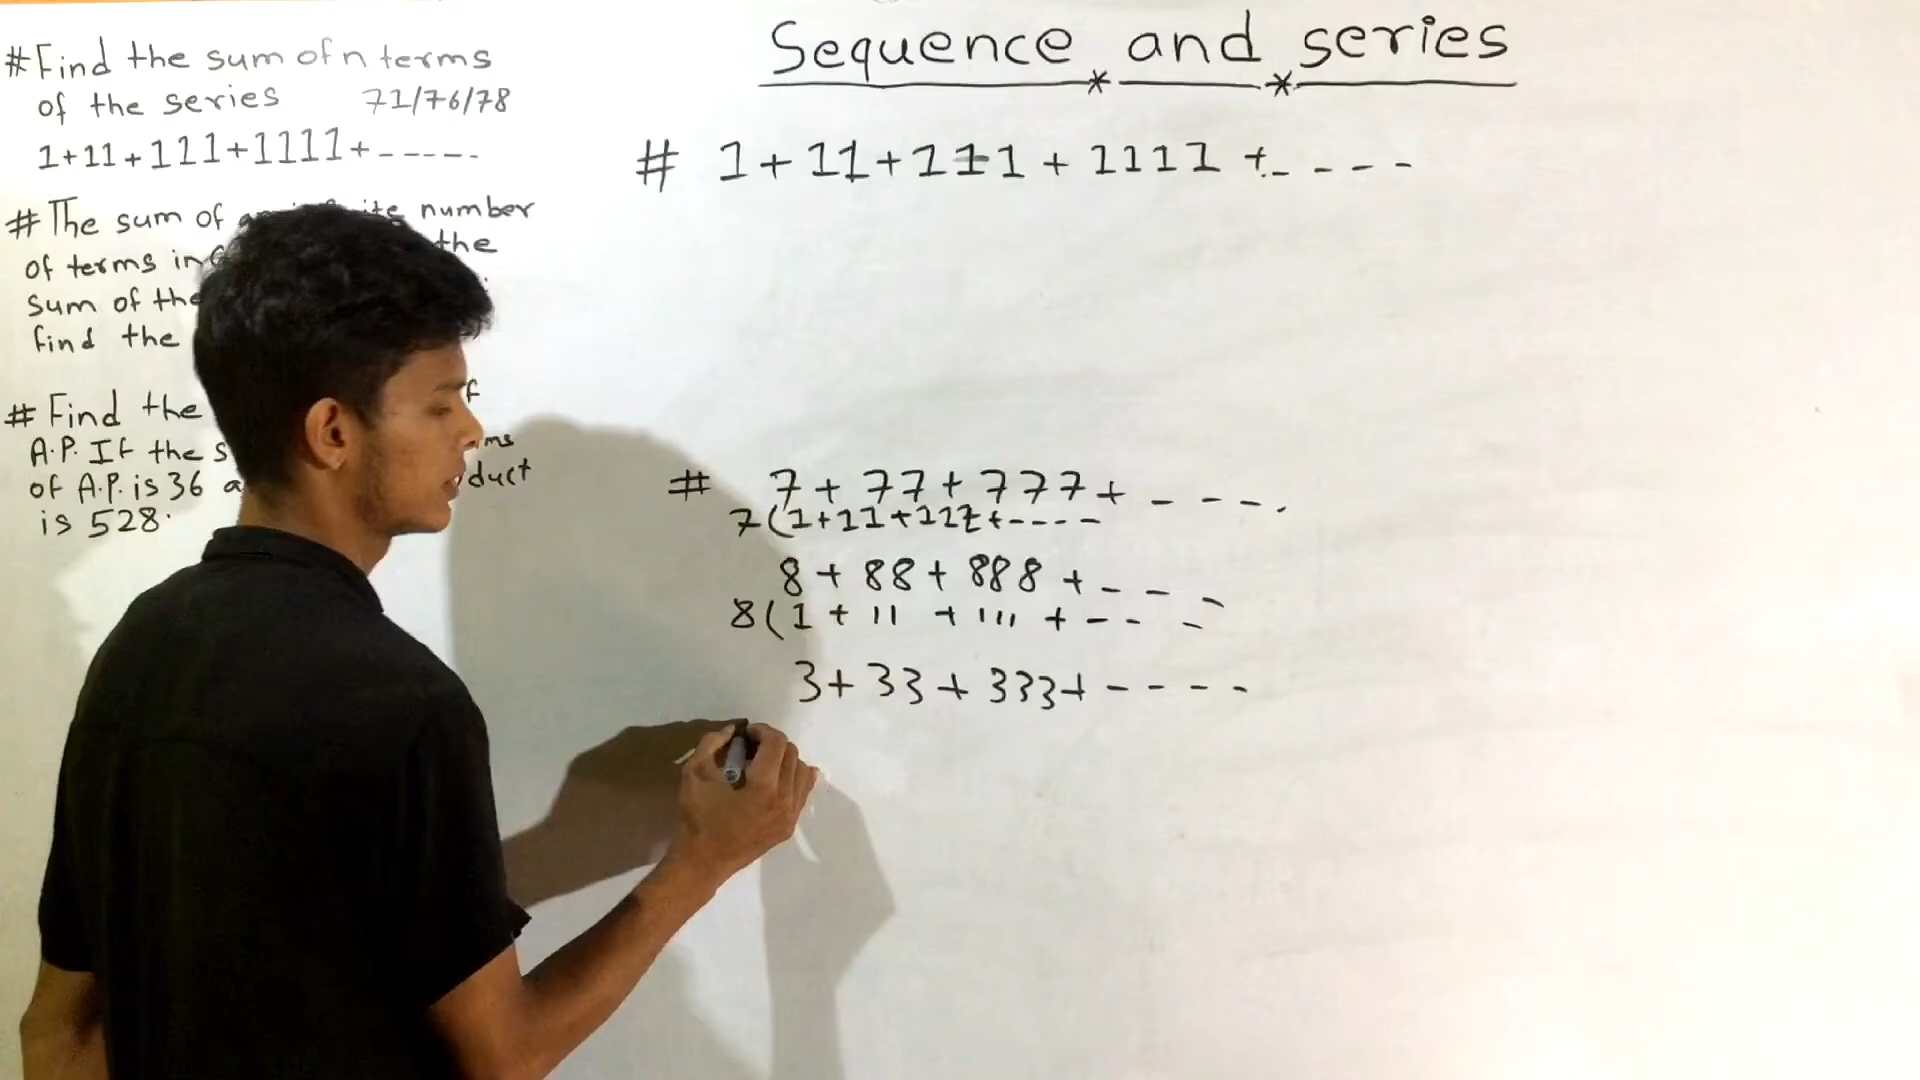 Sequence and series
#Find the sum of n terms
of the series 71/76/78
1+11+111+1111+-----
#The sum of number
of terms in the
sum of the
find the
#Find the
A.P. If the s ms
of A.P. is 36 duct
is 528.
# 1+11+111+1111+----
# 7+77+777+----
7(1+11+111+----
8+88+888+---
8(1+11+111+---
3+33+333+----